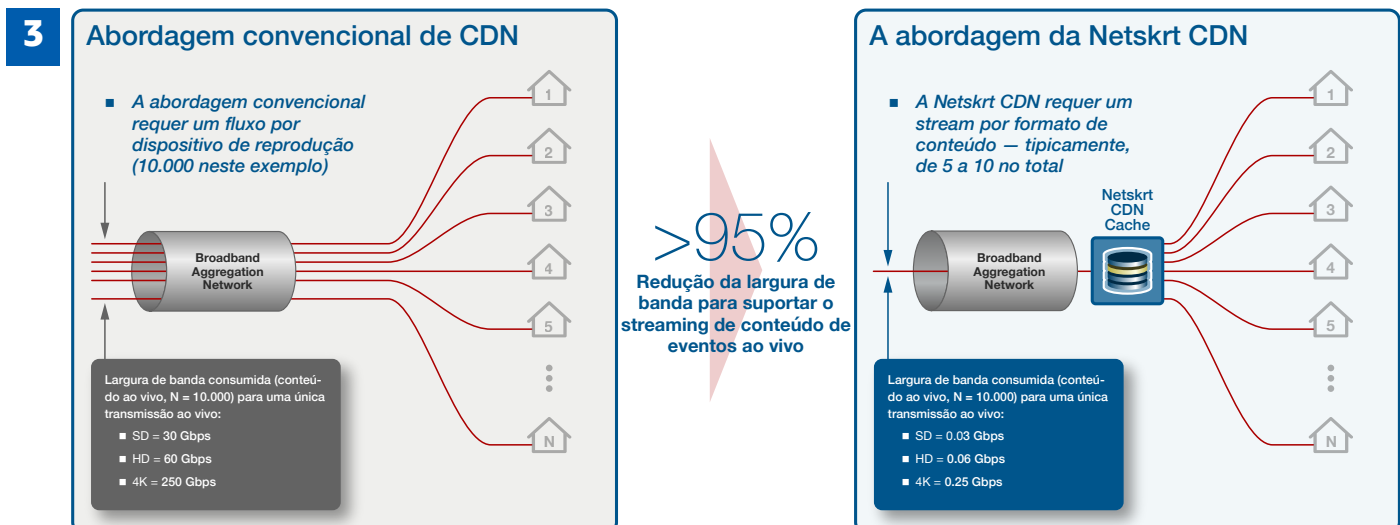 3
Abordagem convencional de CDN
■ A abordagem convencional
requer um fluxo por
dispositivo de reprodução
(10.000 neste exemplo)
Broadband
Aggregation
Network
1
2
3
4
5
N
Largura de banda consumida (conteú-
do ao vivo, N = 10.000) para uma única
transmissão ao vivo:
■ SD = 30 Gbps
■ HD = 60 Gbps
■ 4K = 250 Gbps
>95%
Redução da largura de
banda para suportar o
streaming de conteúdo de
eventos ao vivo
A abordagem da Netskrt CDN
■ A Netskrt CDN requer um
stream por formato de
conteúdo — tipicamente,
de 5 a 10 no total
Netskrt
CDN
Cache
Broadband
Aggregation
Network
1
2
3
4
5
N
Largura de banda consumida (conteú-
do ao vivo, N = 10.000) para uma única
transmissão ao vivo:
■ SD = 0.03 Gbps
■ HD = 0.06 Gbps
■ 4K = 0.25 Gbps